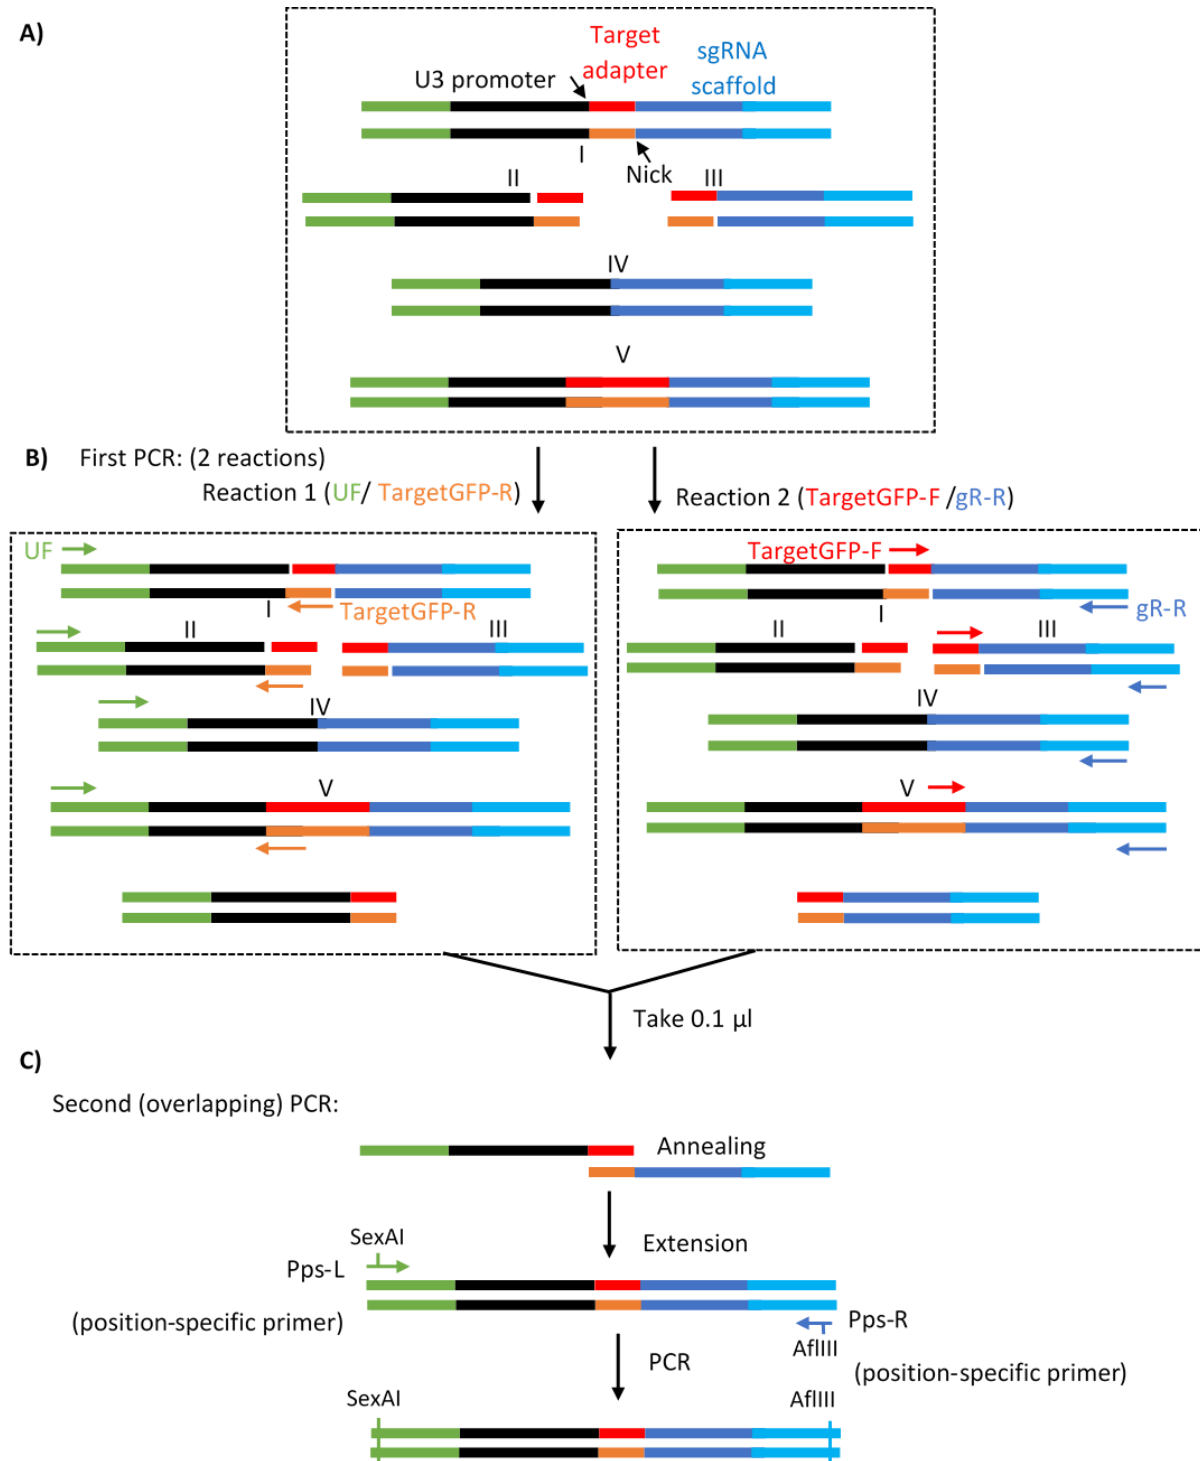 A)
Target
adapter
sgRNA
scaffold
U3 promoter
I
Nick
II
III
IV
V
B)
First PCR: (2 reactions)
Reaction 1 (UF/ TargetGFP-R)
Reaction 2 (TargetGFP-F /gR-R)
UF
TargetGFP-R
I
II
III
IV
V
TargetGFP-F
I
gR-R
II
III
IV
V
Take 0.1 µl
C)
Second (overlapping) PCR:
Annealing
Extension
SexAI
Pps-L
(position-specific primer)
Pps-R
AflIII
(position-specific primer)
PCR
SexAI
AflIII